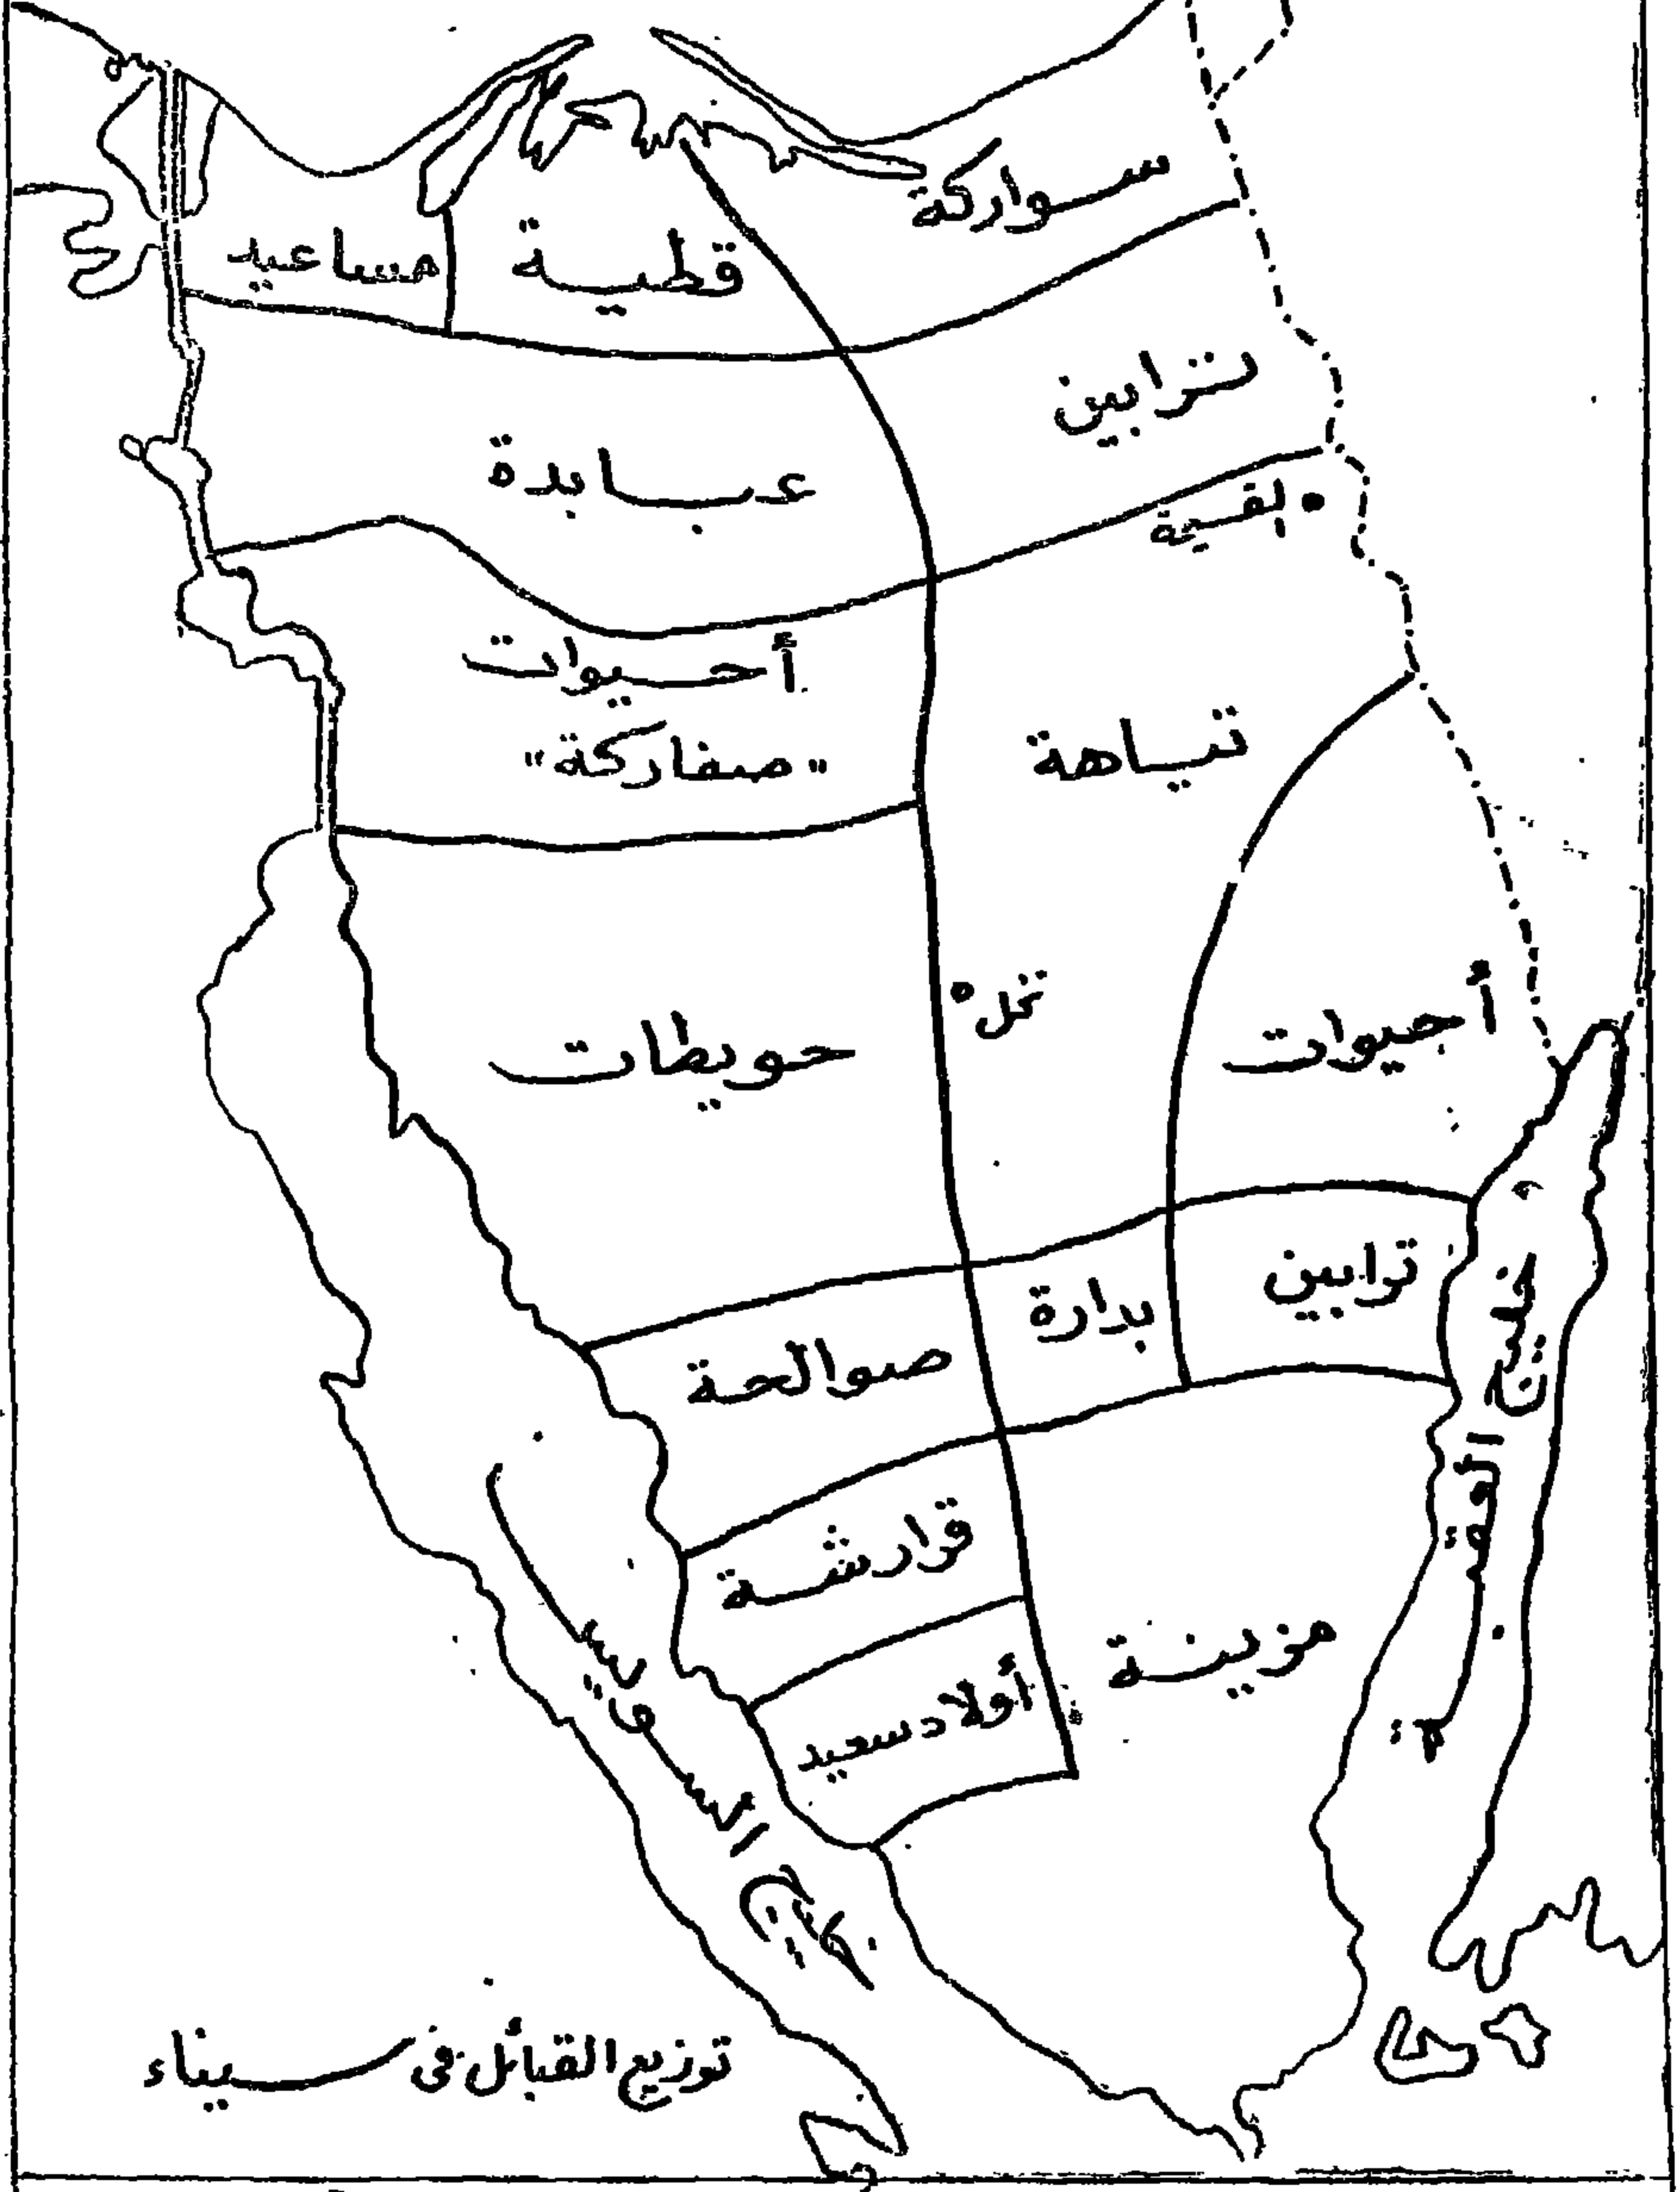 سواركة
قطية
مساعيد
ترابين
عبابدة
القسيمة
أحيوات
"صفاركة"
تياهة
نخل
أحيوات
حويطات
ترابين
بدارة
صوالحة
خليج العقبة
قرارشة
مزينة
أولاد سعيد
خليج السويس
توزيع القبائل فى سيناء